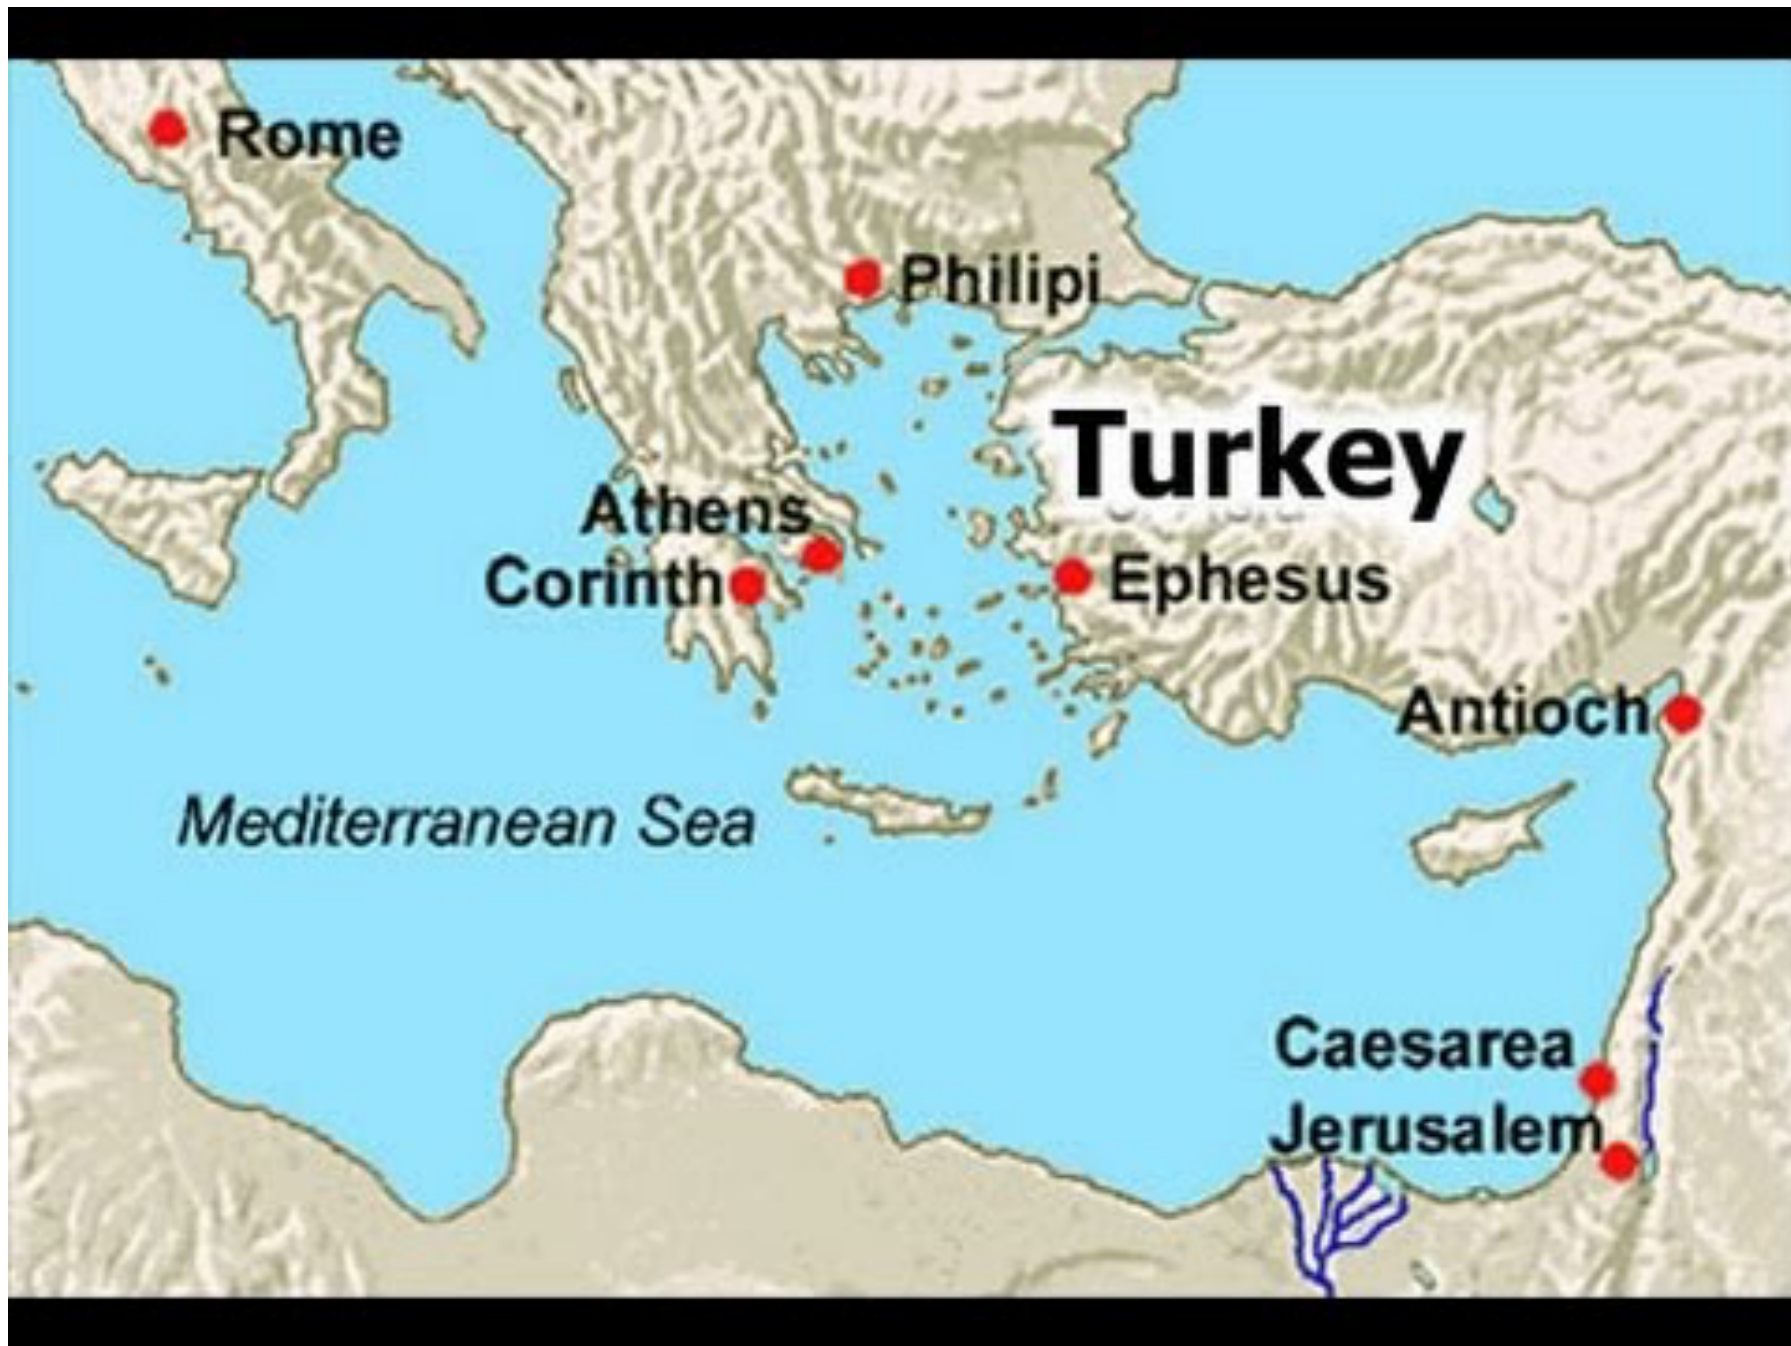 Rome
Philipi
Turkey
Athens
Corinth
Ephesus
Antioch
Mediterranean Sea
Caesarea
Jerusalem